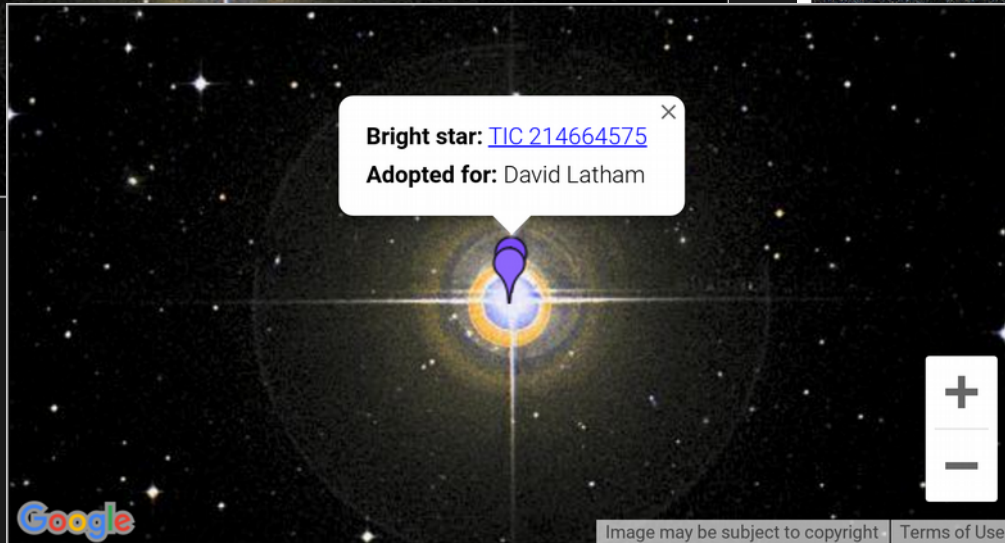 Bright star: TIC 214664575
Adopted for: David Latham
Google
Image may be subject to copyright
Terms of Use